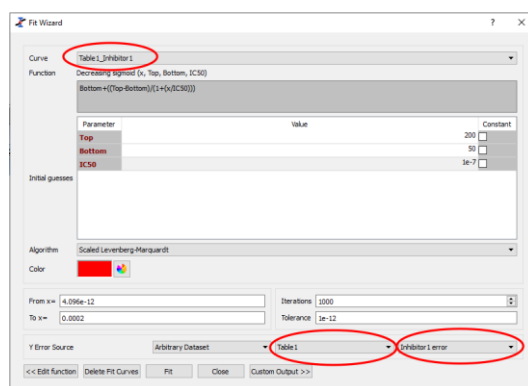 Fit Wizard ? ×
Curve Table1_Inhibitor1
Function Decreasing sigmoid (x, Top, Bottom, IC50)
Bottom+((Top-Bottom)/(1+(x/IC50)))
Parameter Value Constant
Top 200
Bottom 50
IC50 1e-7
Initial guesses
Algorithm Scaled Levenberg-Marquardt
Color
From x= 4.096e-12 Iterations 1000
To x= 0.0002 Tolerance 1e-12
Y Error Source Arbitrary Dataset Table1 Inhibitor1 error
<< Edit function Delete Fit Curves Fit Close Custom Output >>